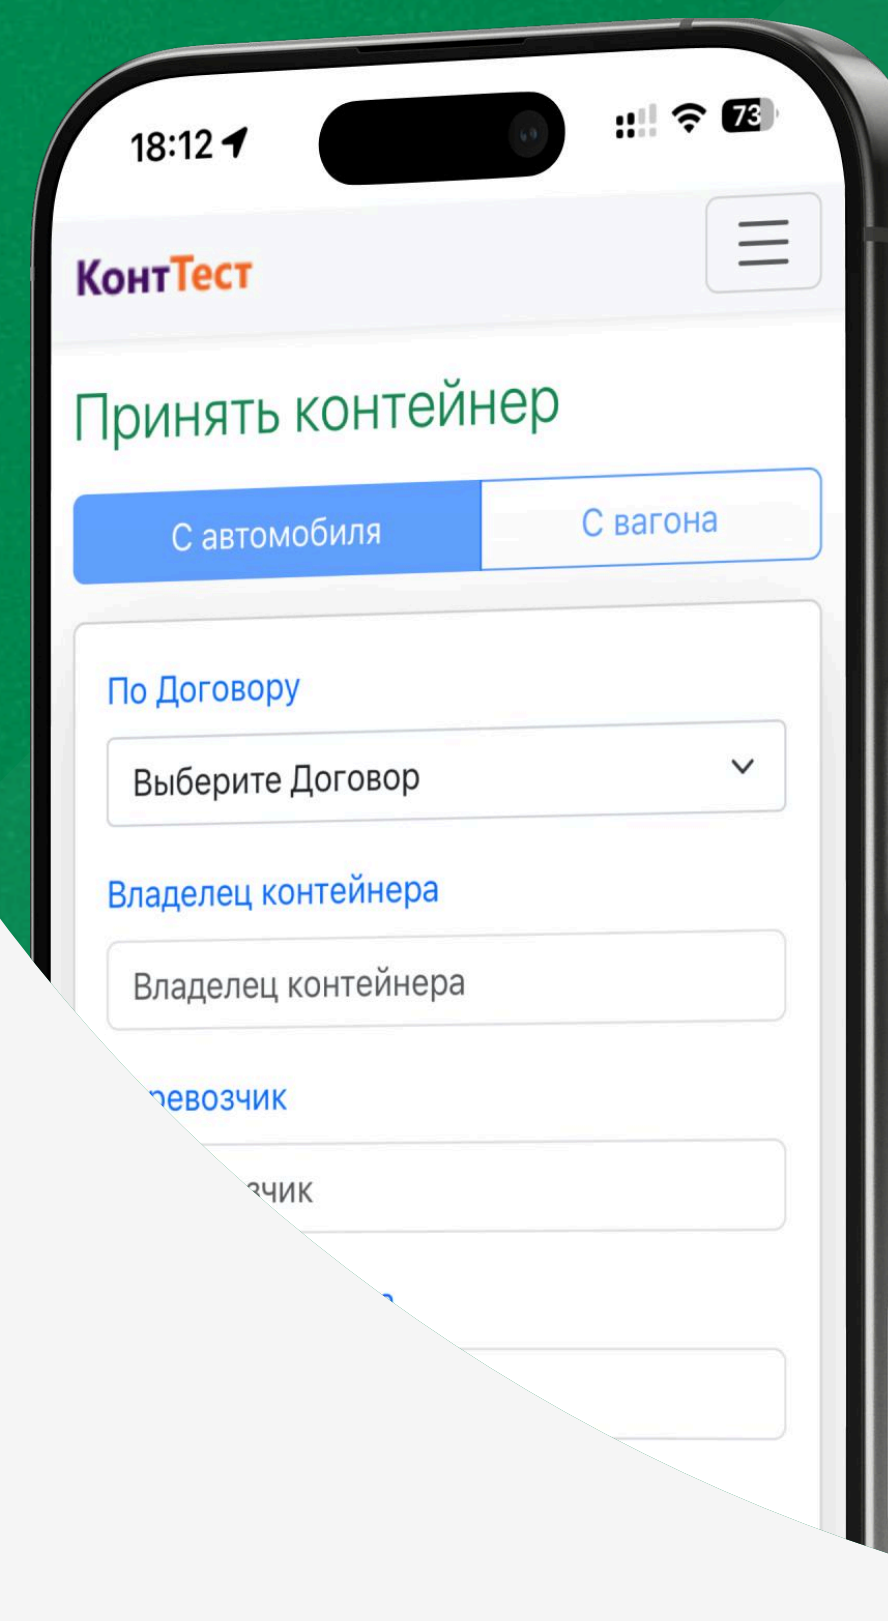 18:12
73
КонтТест
Принять контейнер
С автомобиля
С вагона
По Договору
Выберите Договор
Владелец контейнера
Владелец контейнера